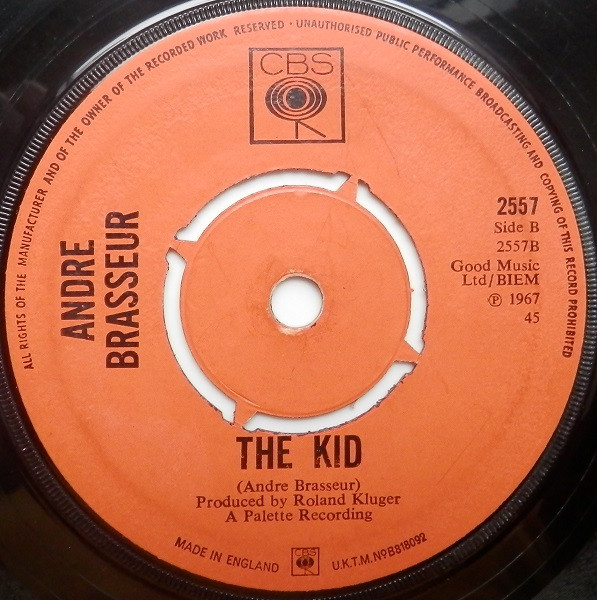 ALL RIGHTS OF THE MANUFACTURER AND OF THE OWNER OF THE RECORDED WORK RESERVED · UNAUTHORISED PUBLIC PERFORMANCE BROADCASTING AND COPYING OF THIS RECORD PROHIBITED
CBS
ANDRE
BRASSEUR
2557
Side B
2557B
Good Music
Ltd/BIEM
℗ 1967
45
THE KID
(Andre Brasseur)
Produced by Roland Kluger
A Palette Recording
MADE IN ENGLAND
CBS
U.K.T.M. No B818092